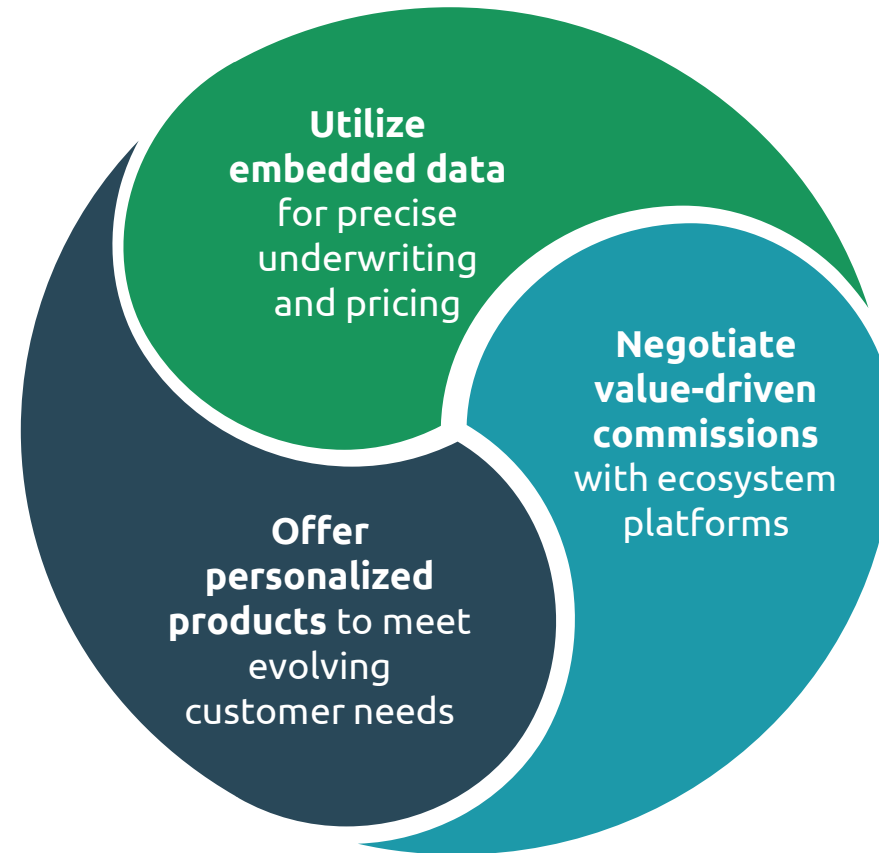 Utilize
embedded data
for precise
underwriting
and pricing
Negotiate
value-driven
commissions
with ecosystem
platforms
Offer
personalized
products to meet
evolving
customer needs